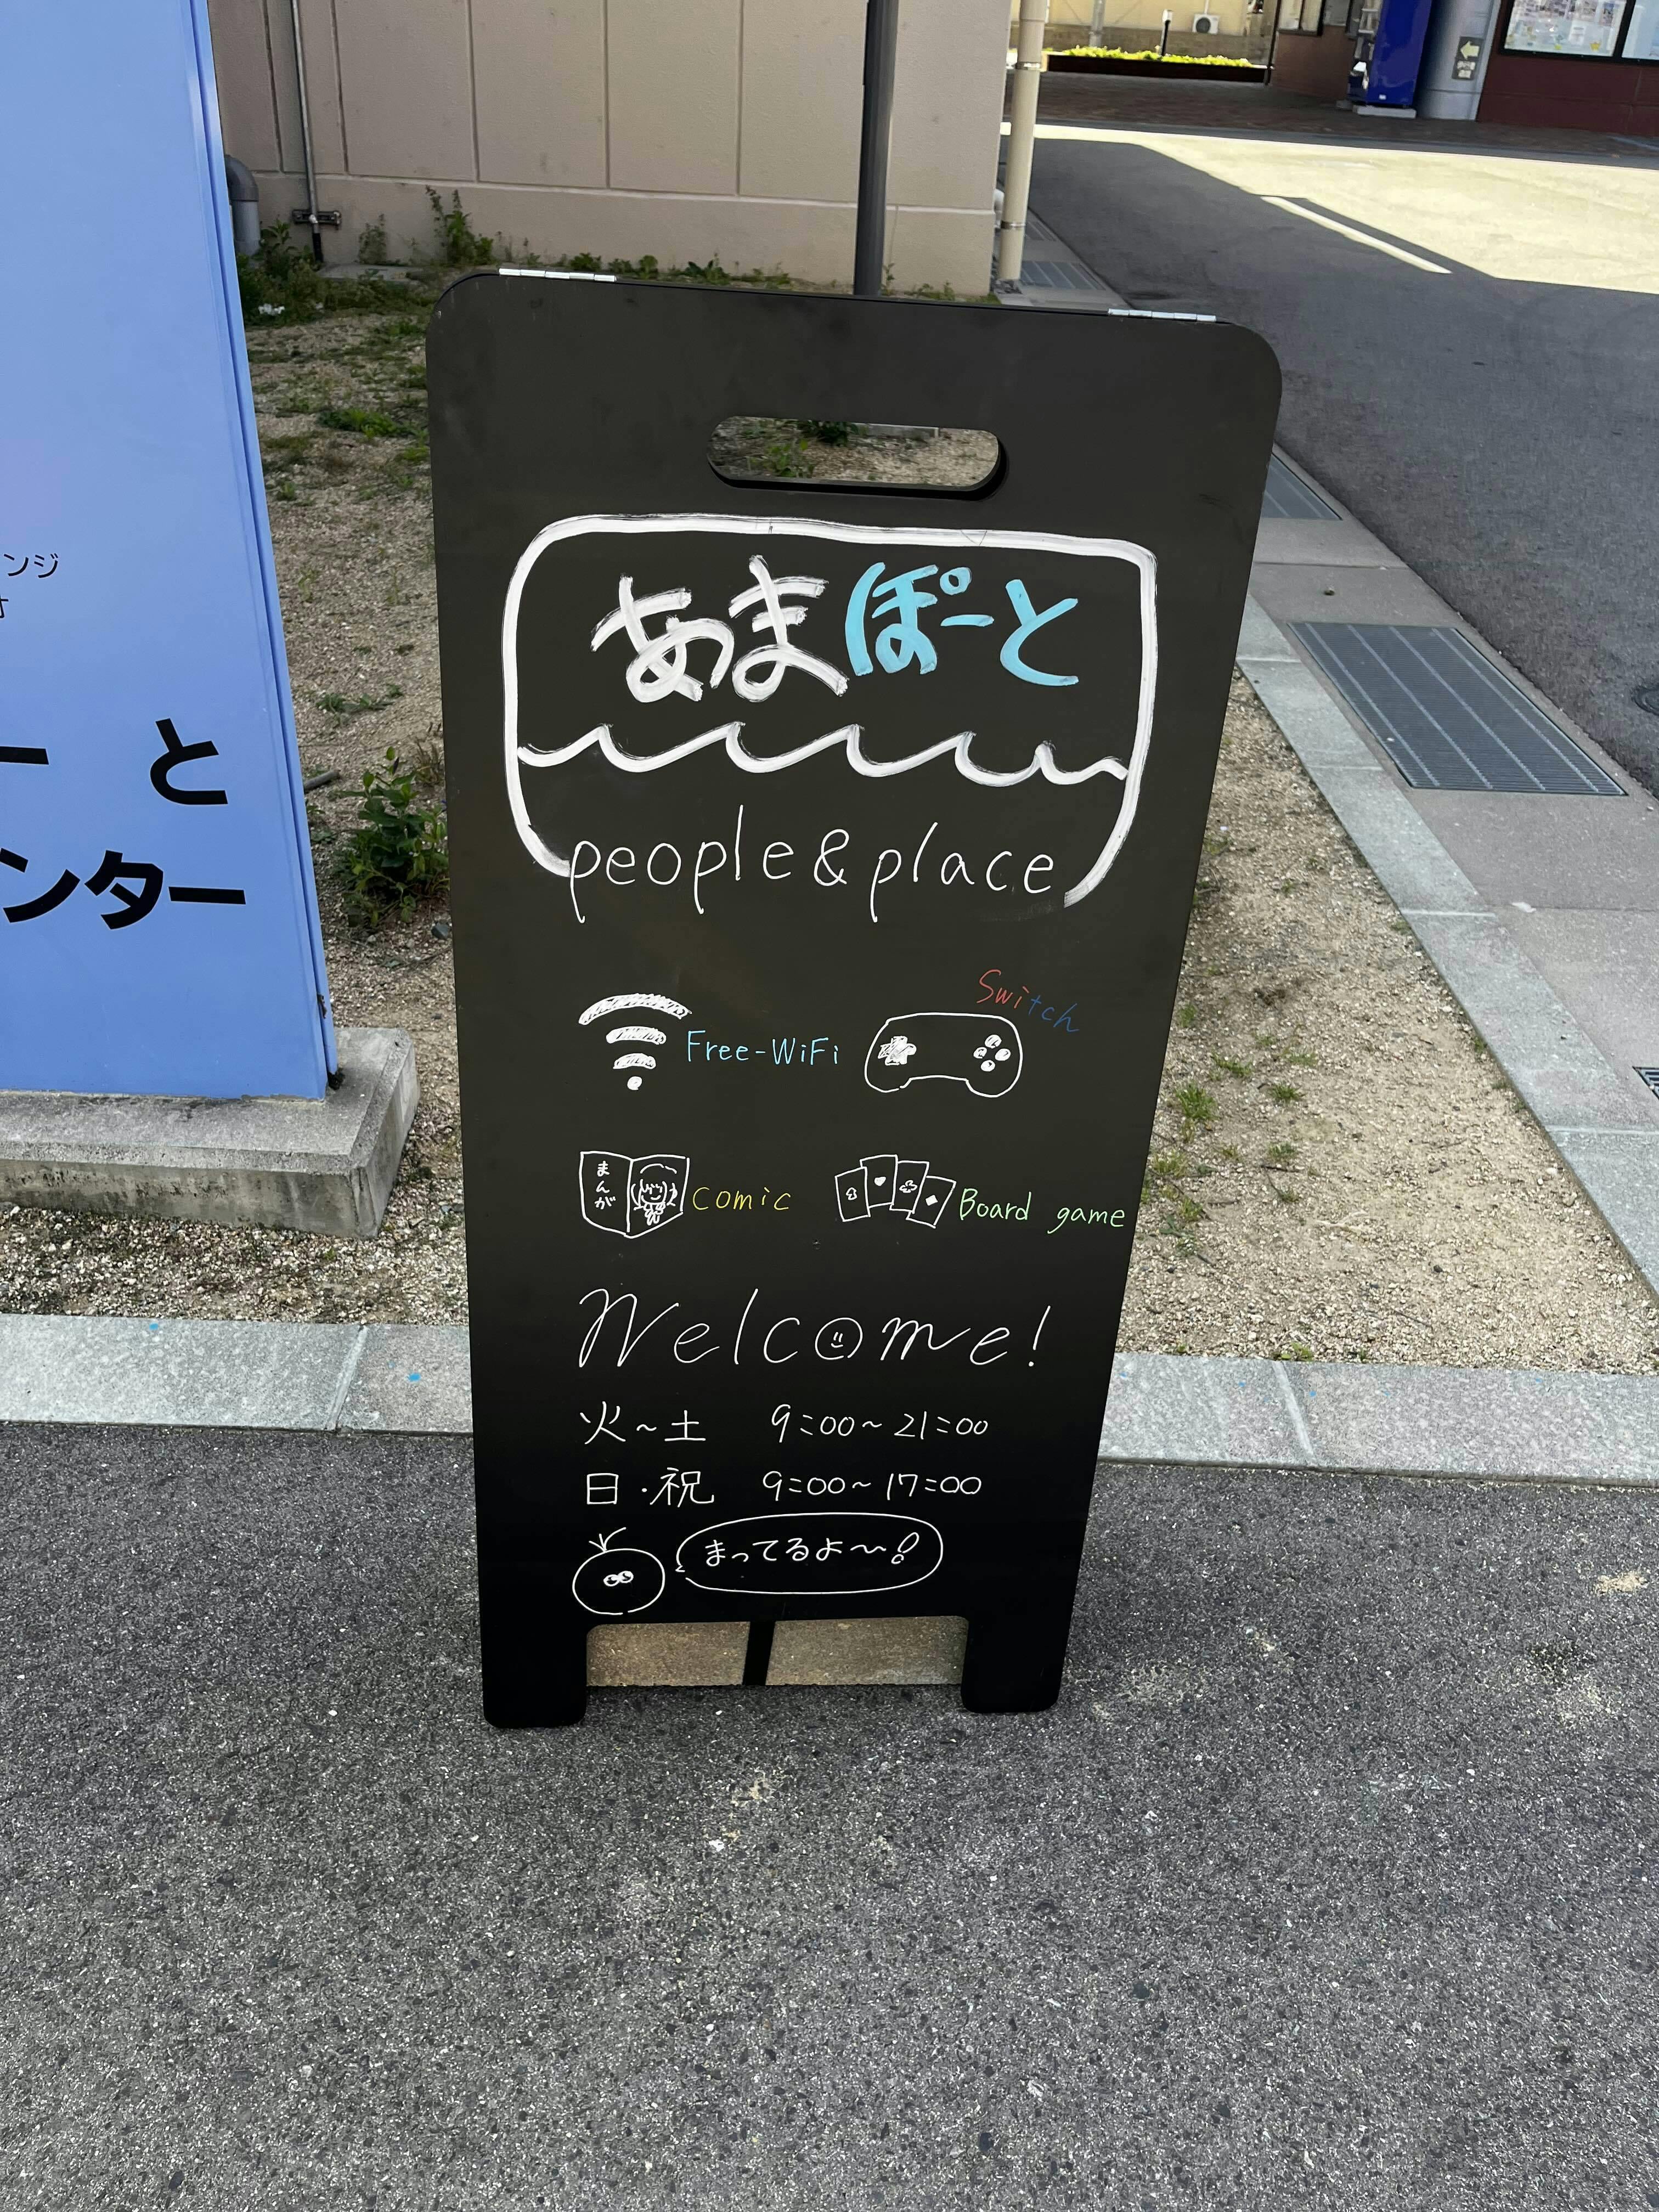 ンジ
ー と
ンター
あまぽーと
people & place
Free-WiFi
Switch
まんが
comic
Board game
Welcome!
火～土 9:00～21:00
日・祝 9:00～17:00
まってるよ～!